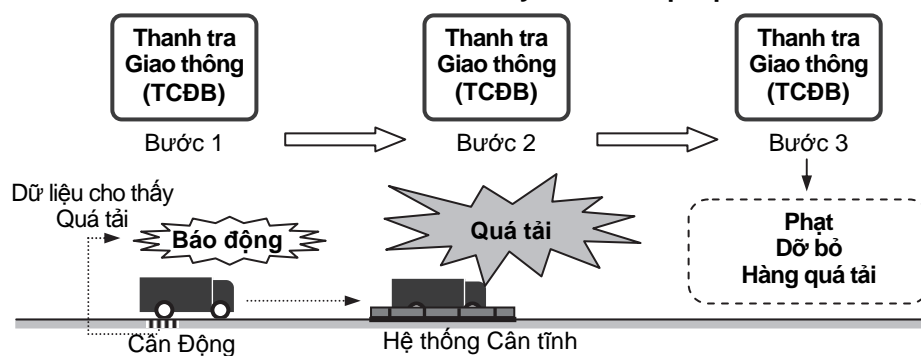 Thanh tra
Giao thông
(TCĐB)
Thanh tra
Giao thông
(TCĐB)
Thanh tra
Giao thông
(TCĐB)
Bước 1
Bước 2
Bước 3
Dữ liệu cho thấy
Quá tải
Báo động
Quá tải
Phạt
Dỡ bỏ
Hàng quá tải
Cân Động
Hệ thống Cân tĩnh